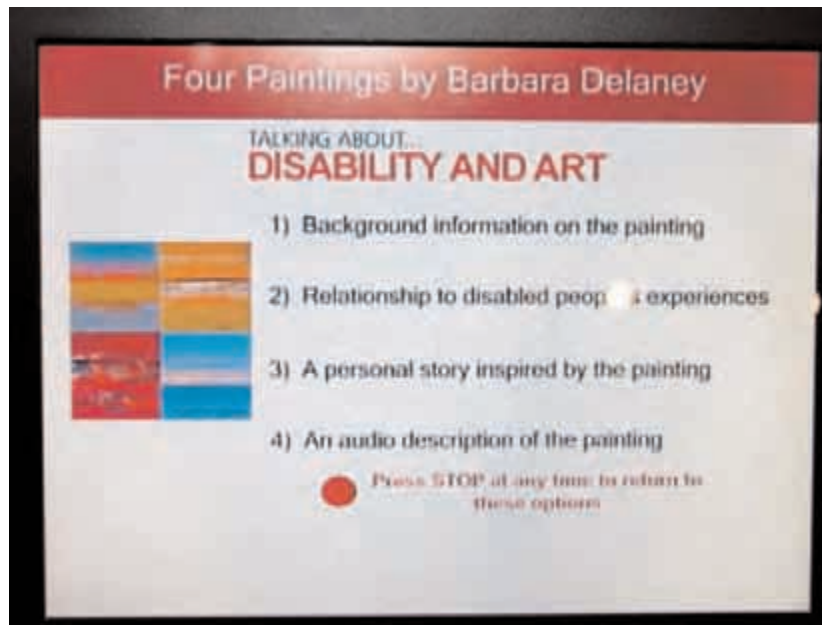 Four Paintings by Barbara Delaney
TALKING ABOUT...
DISABILITY AND ART
1) Background information on the painting
2) Relationship to disabled experiences
3) A personal story inspired by the painting
4) An audio description of the painting
Press STOP at any time to return to
these options